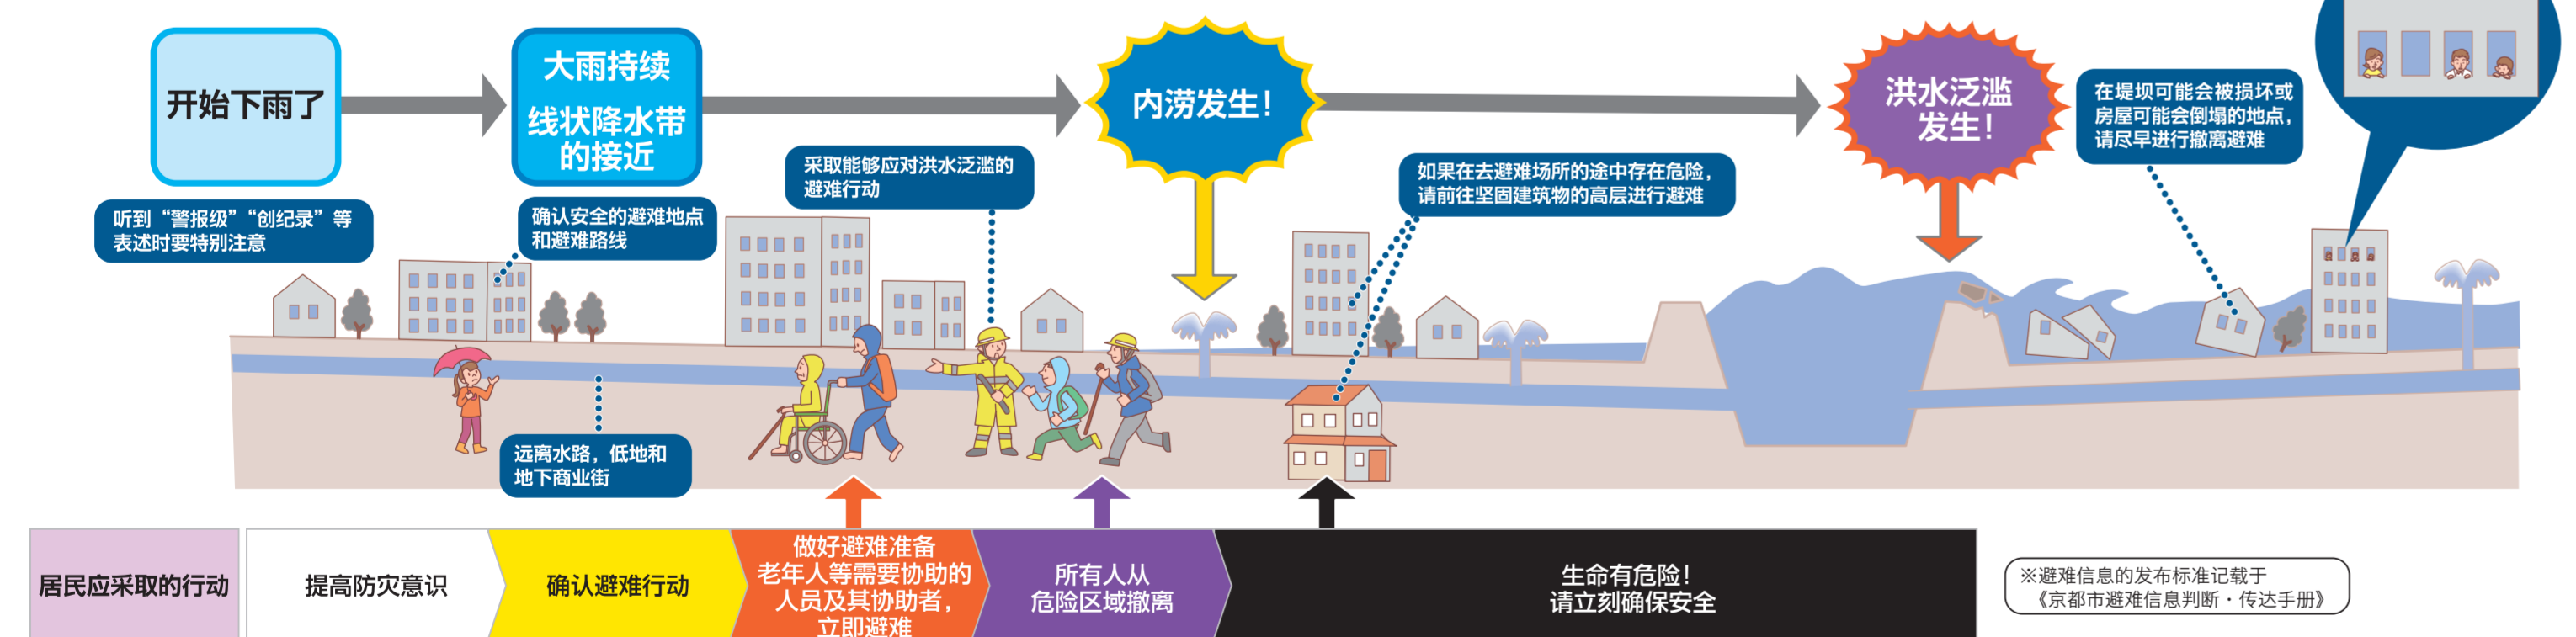 开始下雨了
大雨持续
线状降水带
的接近
内涝发生！
洪水泛滥
发生！
在堤坝可能会被损坏或
房屋可能会倒塌的地点，
请尽早进行撤离避难
采取能够应对洪水泛滥的
避难行动
如果在去避难场所的途中存在危险，
请前往坚固建筑物的高层进行避难
听到“警报级”“创纪录”等
表述时要特别注意
确认安全的避难地点
和避难路线
远离水路，低地和
地下商业街
居民应采取的行动
提高防灾意识
确认避难行动
做好避难准备
老年人等需要协助的
人员及其协助者，
立即避难
所有人从
危险区域撤离
生命有危险！
请立刻确保安全
※避难信息的发布标准记载于
《京都市避难信息判断・传达手册》